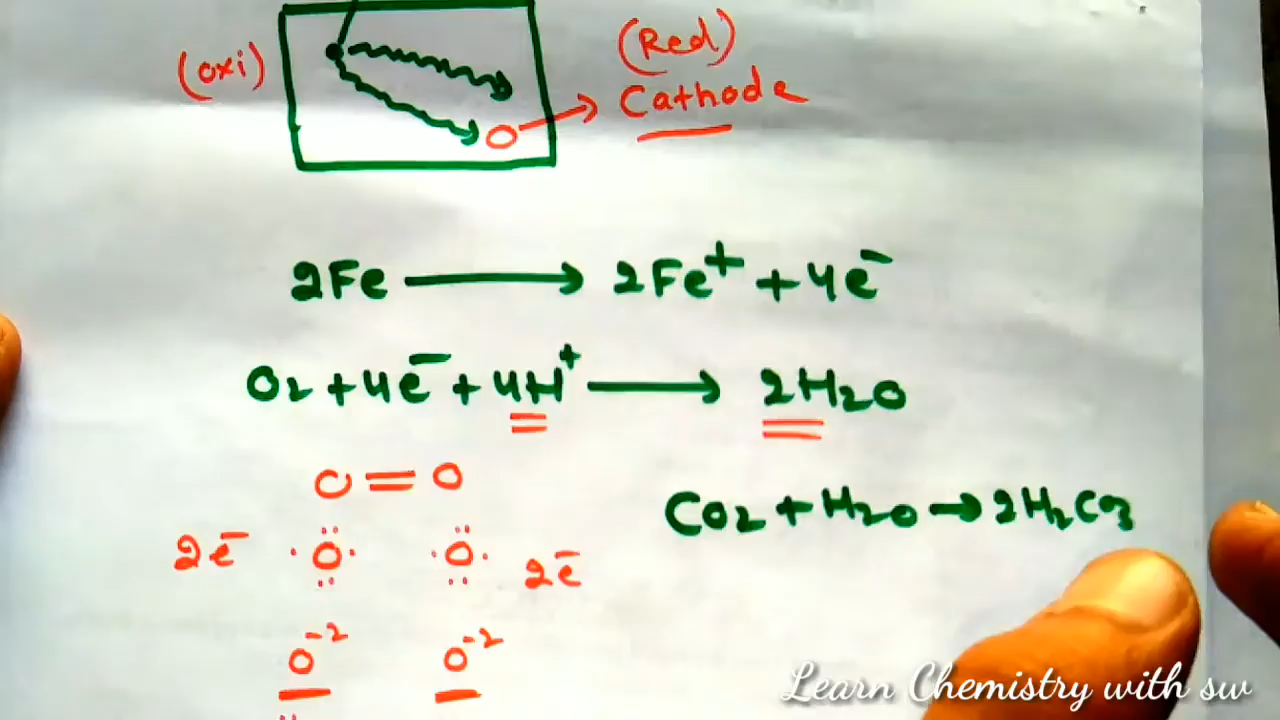 (oxi)
(Red)
Cathode
2Fe ⟶ 2Fe⁺ + 4e⁻
O₂ + 4e⁻ + 4H⁺ ⟶ 2H₂O
O = O
CO₂ + H₂O → 2H₂CO₃
2e⁻ O O 2e⁻
O⁻² O⁻²
Learn Chemistry with sw